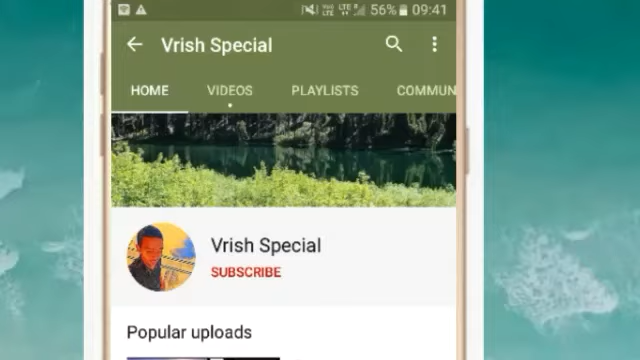 56% 09:41
Vrish Special
HOME VIDEOS PLAYLISTS COMMUN
Vrish Special
SUBSCRIBE
Popular uploads